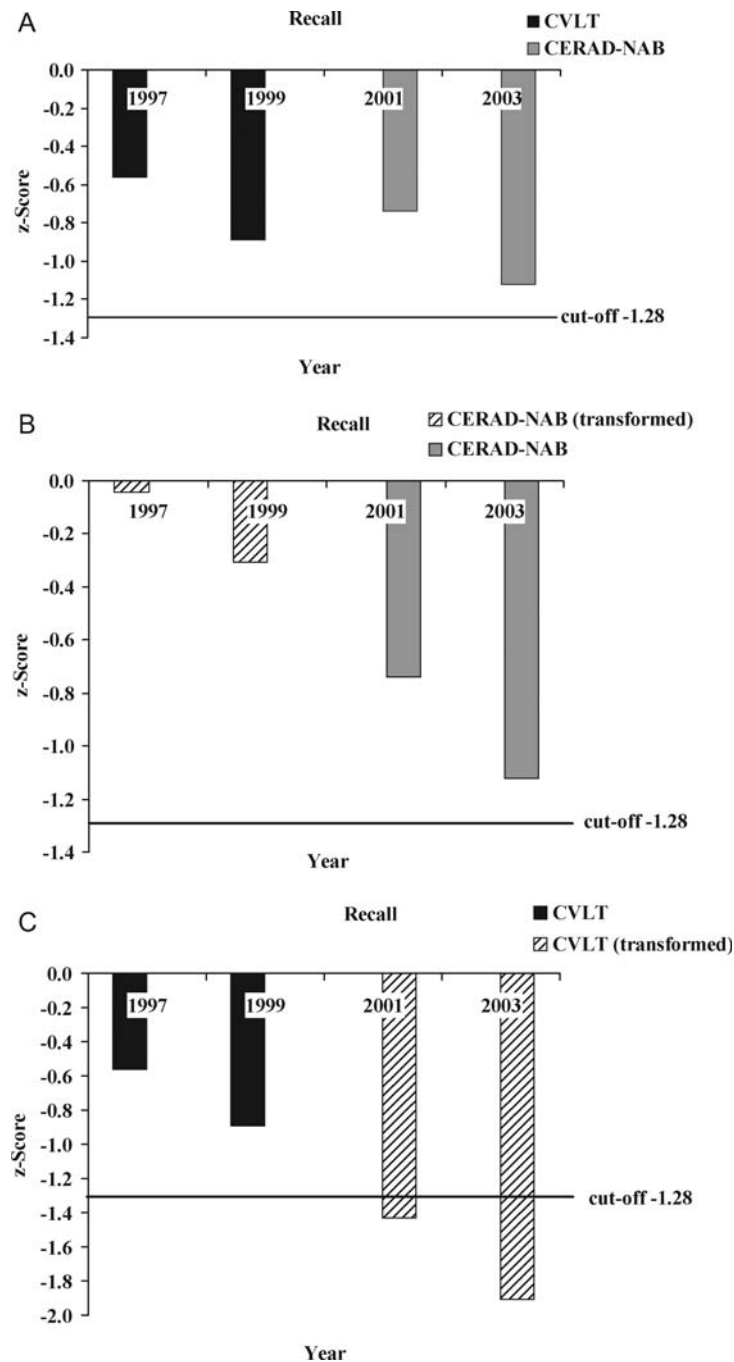 A
Recall
CVLT
CERAD-NAB
0.0
-0.2
-0.4
-0.6
-0.8
-1.0
-1.2
-1.4
z-Score
1997
1999
2001
2003
cut-off -1.28
Year
B
Recall
CERAD-NAB (transformed)
CERAD-NAB
0.0
-0.2
-0.4
-0.6
-0.8
-1.0
-1.2
-1.4
z-Score
1997
1999
2001
2003
cut-off -1.28
Year
C
Recall
CVLT
CVLT (transformed)
0.0
-0.2
-0.4
-0.6
-0.8
-1.0
-1.2
-1.4
-1.6
-1.8
-2.0
z-Score
1997
1999
2001
2003
cut-off -1.28
Year